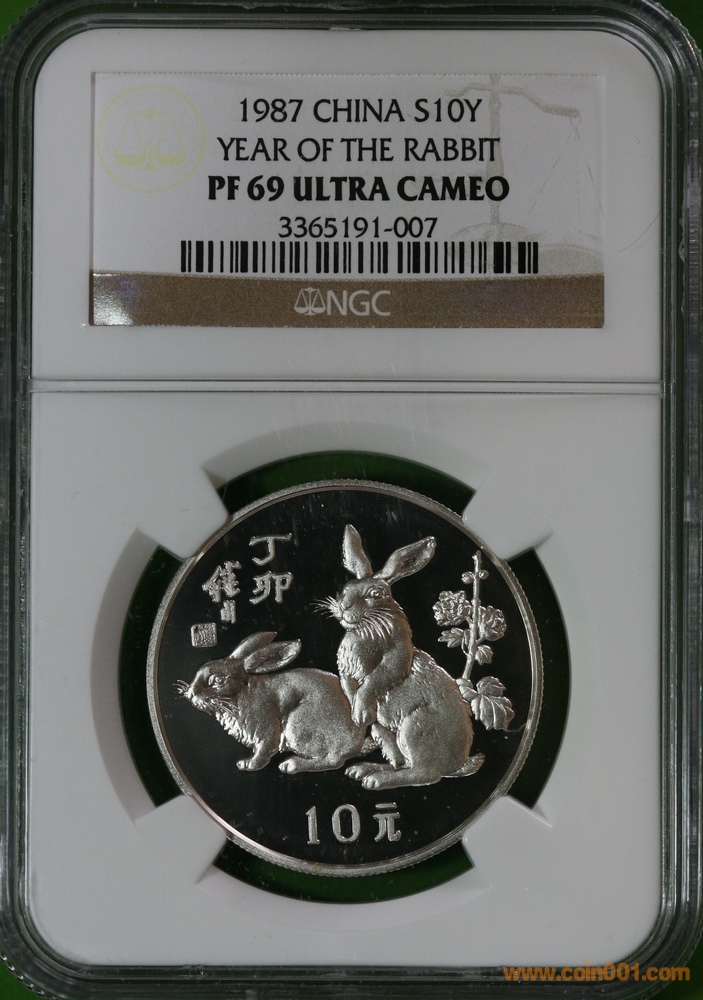 1987 CHINA S10Y
YEAR OF THE RABBIT
PF 69 ULTRA CAMEO
3365191-007
NGC
丁卯
10元
www.coin001.com